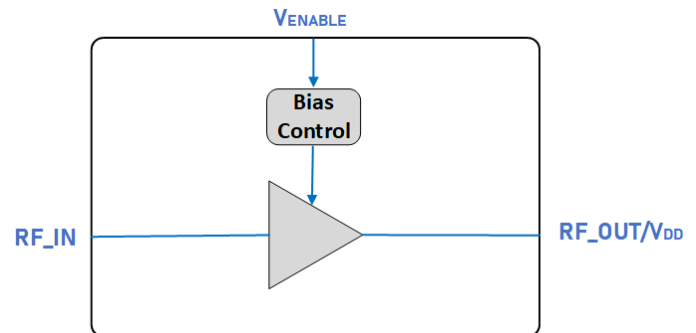 VENABLE
Bias
Control
RF_IN
RF_OUT/VDD